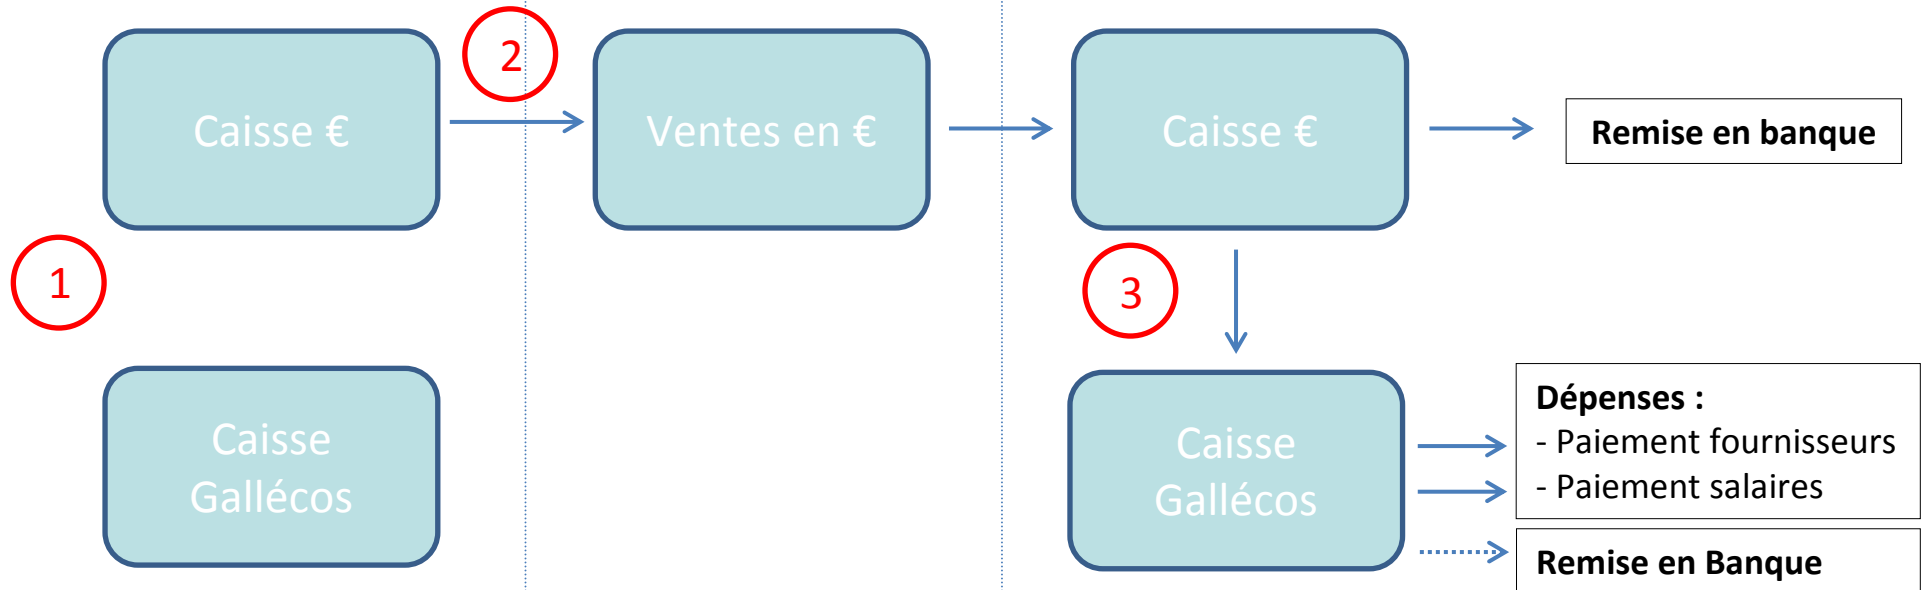 2
Caisse €
Ventes en €
Caisse €
Remise en banque
1
3
Caisse
Gallécos
Caisse
Gallécos
Dépenses :
- Paiement fournisseurs
- Paiement salaires
Remise en Banque